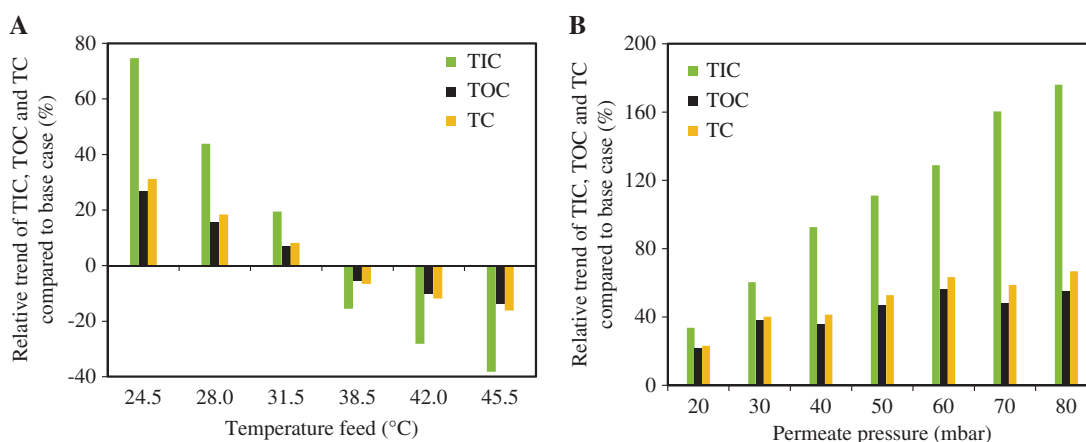 A
Relative trend of TIC, TOC and TC
compared to base case (%)
80
60
40
20
0
-20
-40
TIC
TOC
TC
24.5 28.0 31.5 38.5 42.0 45.5
Temperature feed (°C)
B
Relative trend of TIC, TOC and TC
compared to base case (%)
200
160
120
80
40
0
TIC
TOC
TC
20 30 40 50 60 70 80
Permeate pressure (mbar)